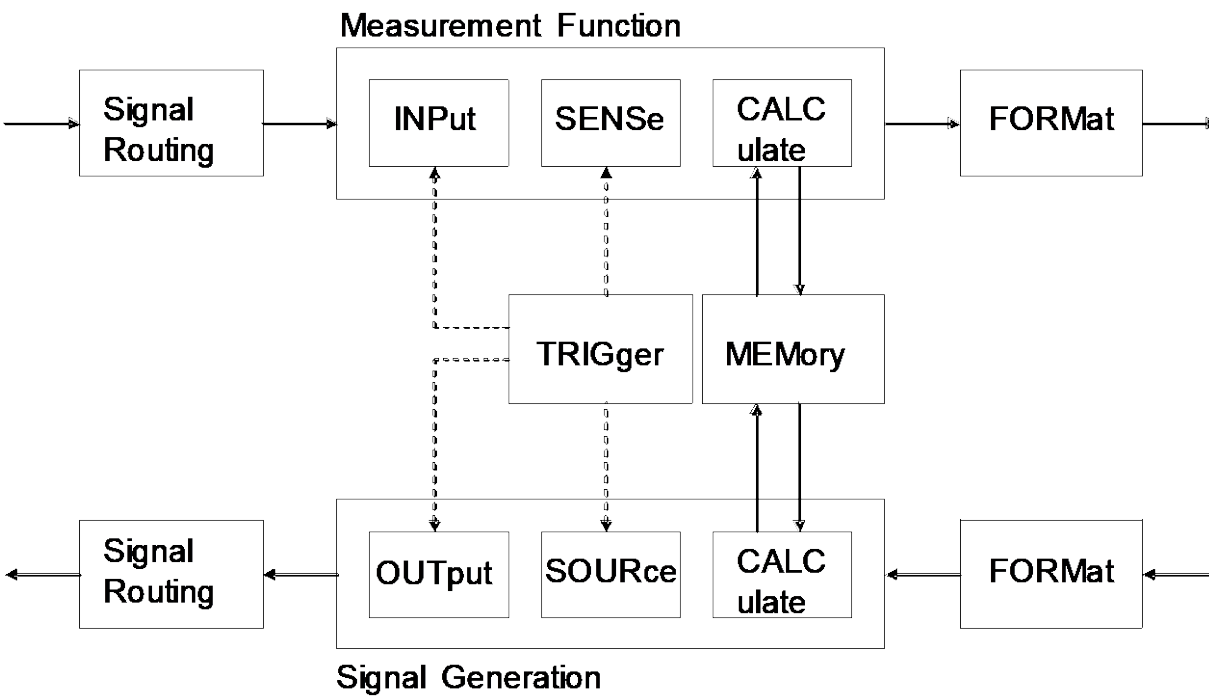 Measurement Function
Signal
Routing
INPut
SENSe
CALC
ulate
FORMat
TRIGger
MEMory
Signal
Routing
OUTput
SOURce
CALC
ulate
FORMat
Signal Generation